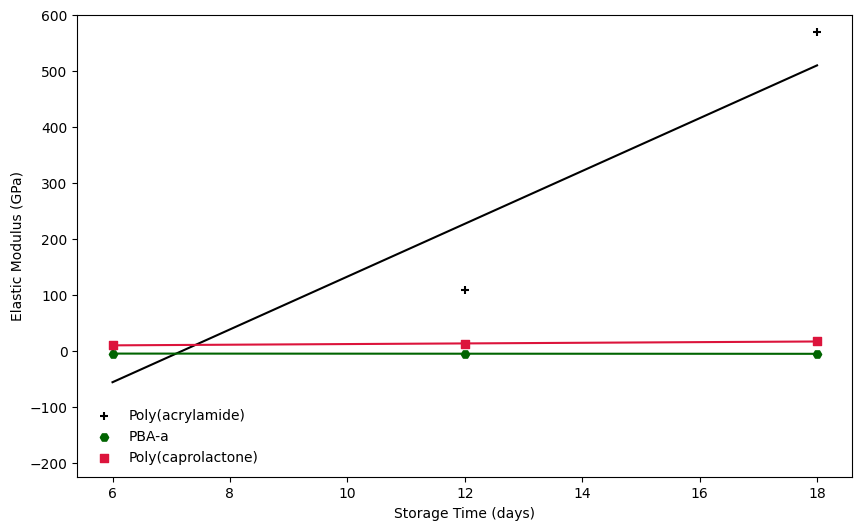 600
500
400
300
200
100
0
−100
−200
Elastic Modulus (GPa)
Poly(acrylamide)
PBA-a
Poly(caprolactone)
6 8 10 12 14 16 18
Storage Time (days)